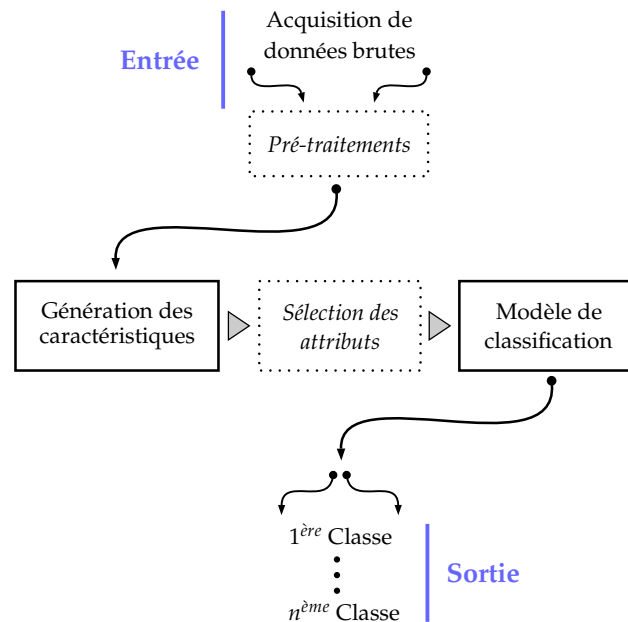 Acquisition de
données brutes
Entrée
Pré-traitements
Génération des
caractéristiques
Sélection des
attributs
Modèle de
classification
1ère Classe
Sortie
nème Classe